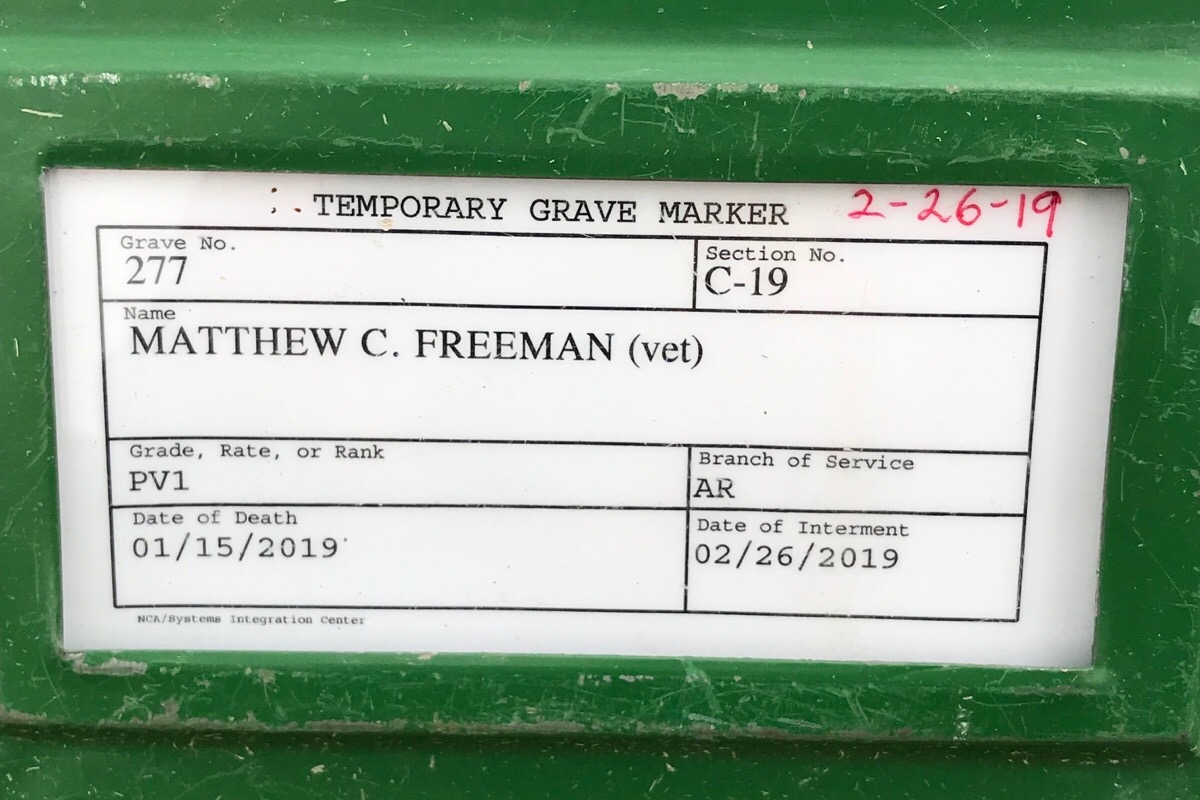 TEMPORARY GRAVE MARKER 2-26-19
Grave No.
277
Section No.
C-19
Name
MATTHEW C. FREEMAN (vet)
Grade, Rate, or Rank
PV1
Branch of Service
AR
Date of Death
01/15/2019
Date of Interment
02/26/2019
NCA/Systems Integration Center